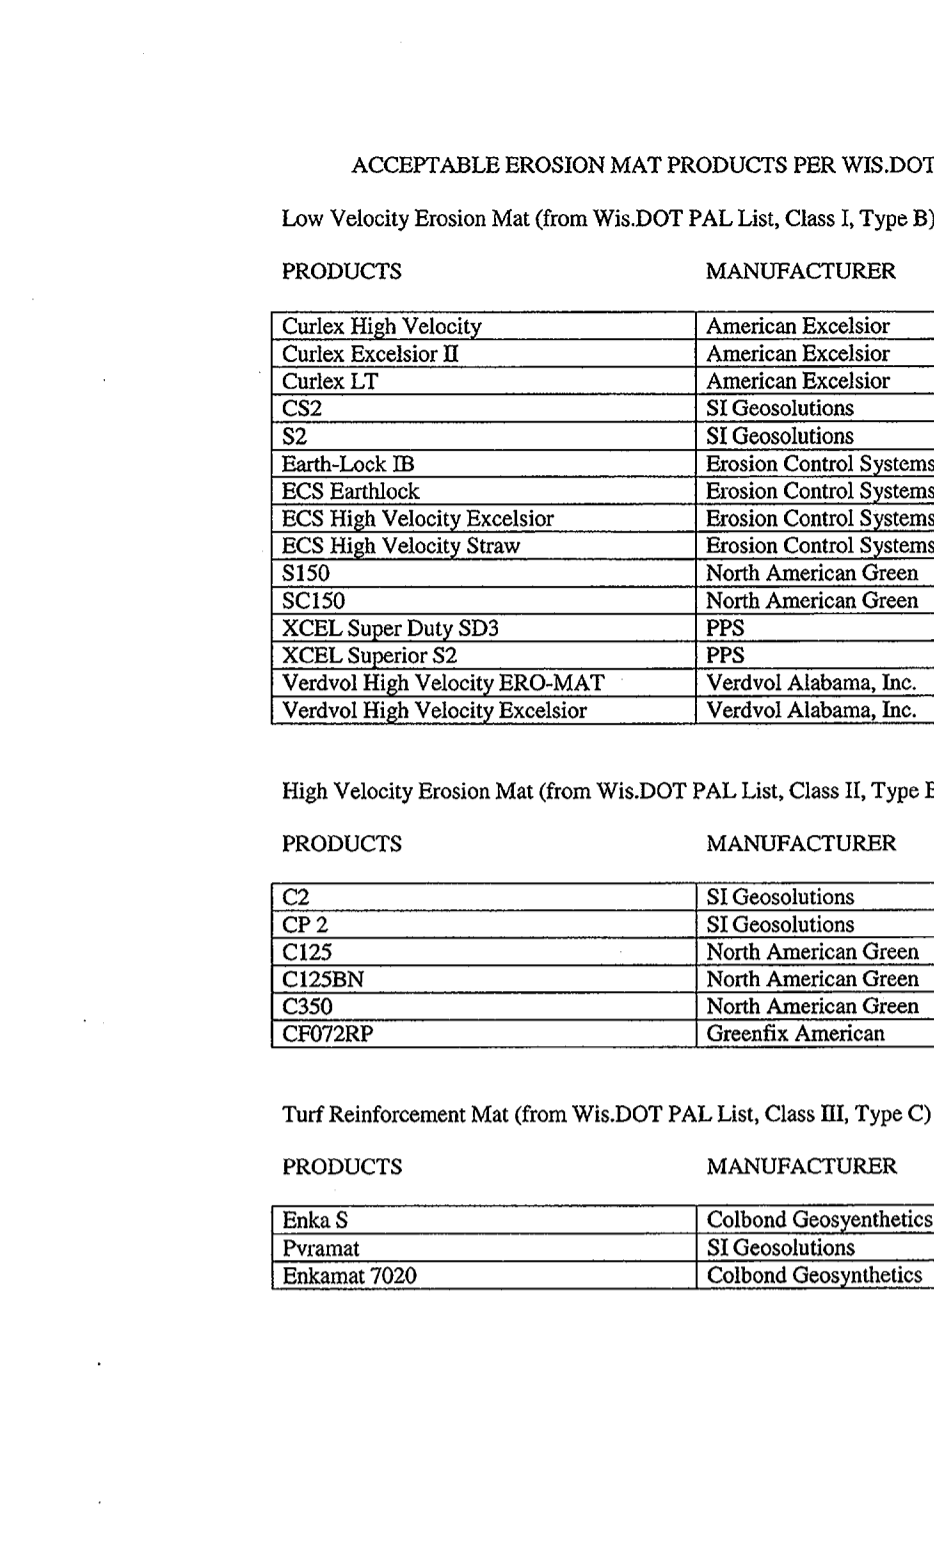 ACCEPTABLE EROSION MAT PRODUCTS PER WIS.DOT
Low Velocity Erosion Mat (from Wis.DOT PAL List, Class I, Type B)
PRODUCTS MANUFACTURER
Curlex High Velocity American Excelsior
Curlex Excelsior II American Excelsior
Curlex LT American Excelsior
CS2 SI Geosolutions
S2 SI Geosolutions
Earth-Lock IB Erosion Control Systems
ECS Earthlock Erosion Control Systems
ECS High Velocity Excelsior Erosion Control Systems
ECS High Velocity Straw Erosion Control Systems
S150 North American Green
SC150 North American Green
XCEL Super Duty SD3 PPS
XCEL Superior S2 PPS
Verdvol High Velocity ERO-MAT Verdvol Alabama, Inc.
Verdvol High Velocity Excelsior Verdvol Alabama, Inc.
High Velocity Erosion Mat (from Wis.DOT PAL List, Class II, Type
PRODUCTS MANUFACTURER
C2 SI Geosolutions
CP 2 SI Geosolutions
C125 North American Green
C125BN North American Green
C350 North American Green
CF072RP Greenfix American
Turf Reinforcement Mat (from Wis.DOT PAL List, Class III, Type C)
PRODUCTS MANUFACTURER
Enka S Colbond Geosyenthetics
Pvramat SI Geosolutions
Enkamat 7020 Colbond Geosynthetics